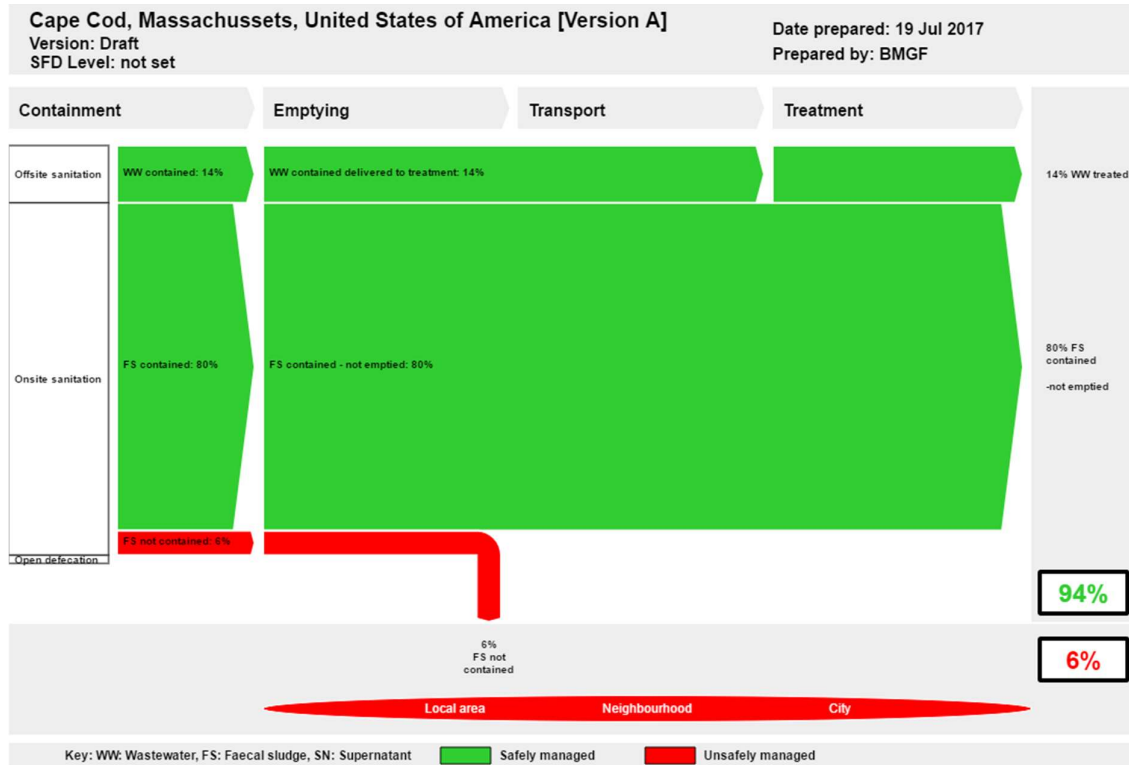 Cape Cod, Massachussets, United States of America [Version A]
Version: Draft
SFD Level: not set
Date prepared: 19 Jul 2017
Prepared by: BMGF
Containment
Emptying
Transport
Treatment
Offsite sanitation
WW contained: 14%
WW contained delivered to treatment: 14%
14% WW treated
Onsite sanitation
FS contained: 80%
FS contained - not emptied: 80%
80% FS
contained
-not emptied
FS not contained: 6%
Open defecation
94%
6%
FS not
contained
6%
Local area
Neighbourhood
City
Key: WW: Wastewater, FS: Faecal sludge, SN: Supernatant
Safely managed
Unsafely managed